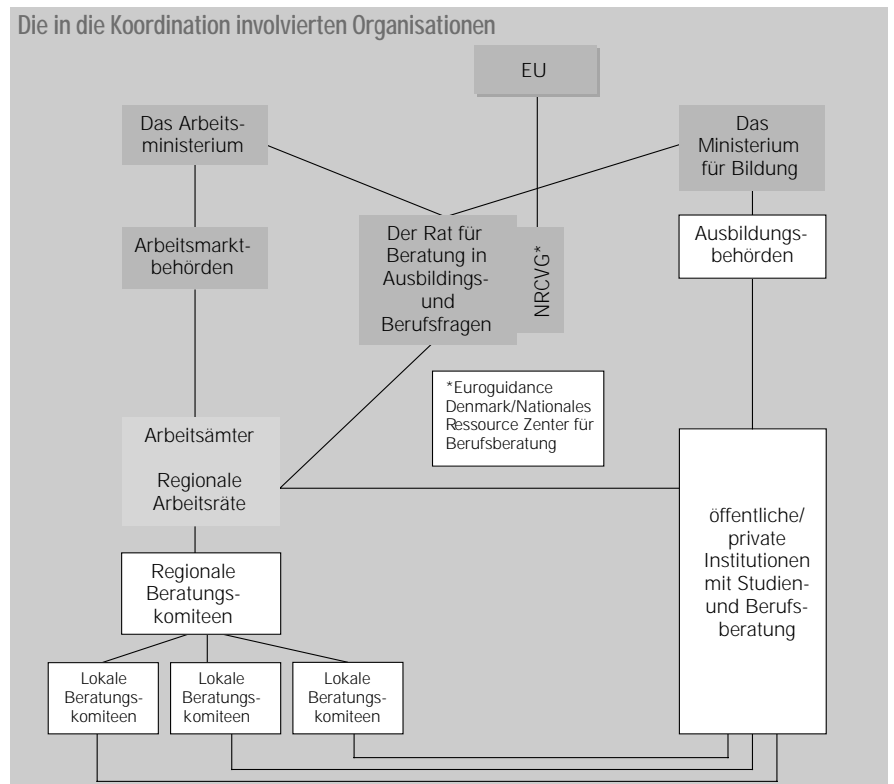 Die in die Koordination involvierten Organisationen
EU
Das Arbeits-
ministerium
Das
Ministerium
für Bildung
Arbeitsmarkt-
behörden
Der Rat für
Beratung in
Ausbildings-
und
Berufsfragen
NRCVG*
Ausbildungs-
behörden
*Euroguidance
Denmark/Nationales
Ressource Zenter für
Berufsberatung
Arbeitsämter
Regionale
Arbeitsräte
öffentliche/
private
Institutionen
mit Studien-
und Berufs-
beratung
Regionale
Beratungs-
komiteen
Lokale
Beratungs-
komiteen
Lokale
Beratungs-
komiteen
Lokale
Beratungs-
komiteen